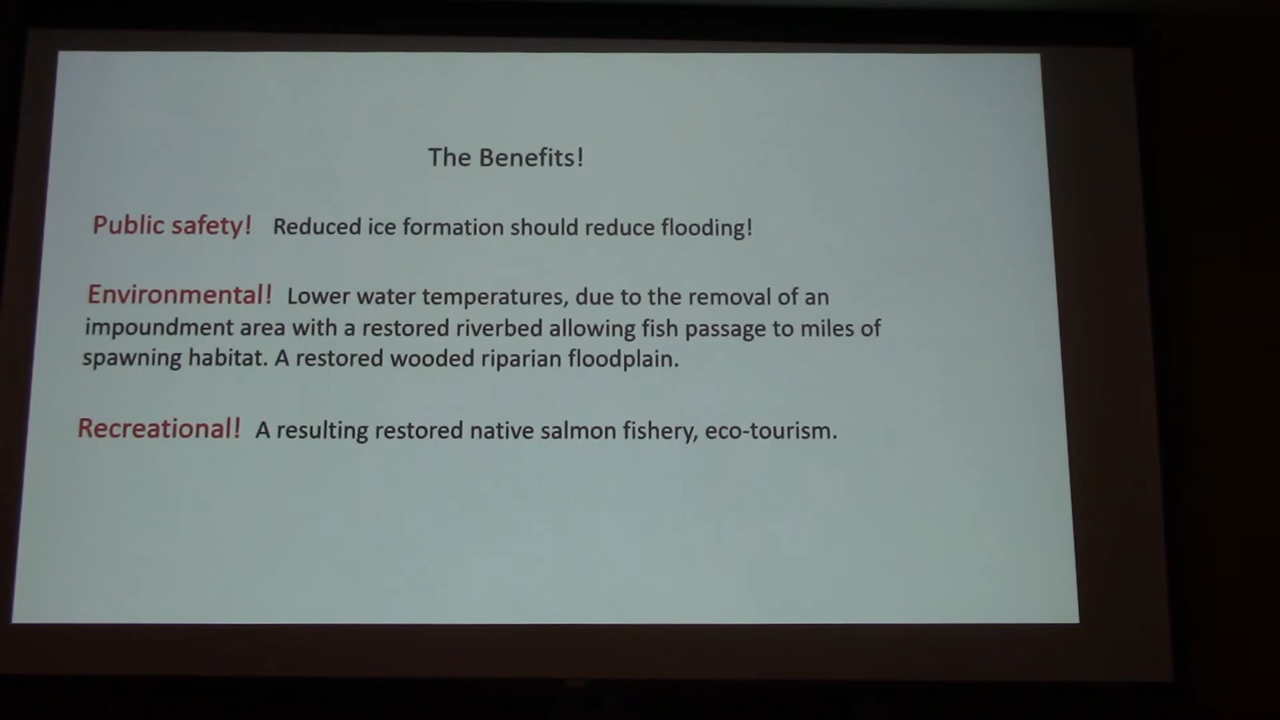 The Benefits!
Public safety! Reduced ice formation should reduce flooding!
Environmental! Lower water temperatures, due to the removal of an
impoundment area with a restored riverbed allowing fish passage to miles of
spawning habitat. A restored wooded riparian floodplain.
Recreational! A resulting restored native salmon fishery, eco-tourism.